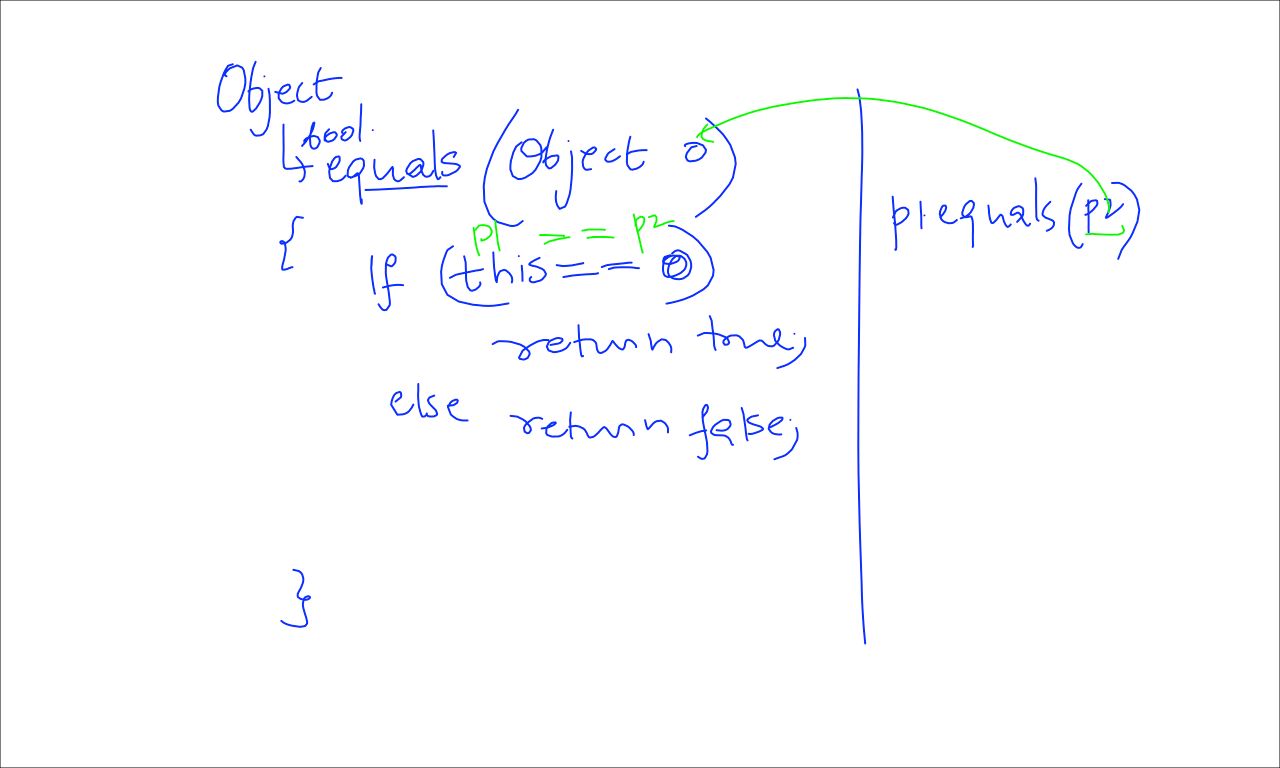 Object
bool.
equals (Object o)
p1.equals(p2)
{
p1 == p2
If (this == o)
return true;
else return false;
}